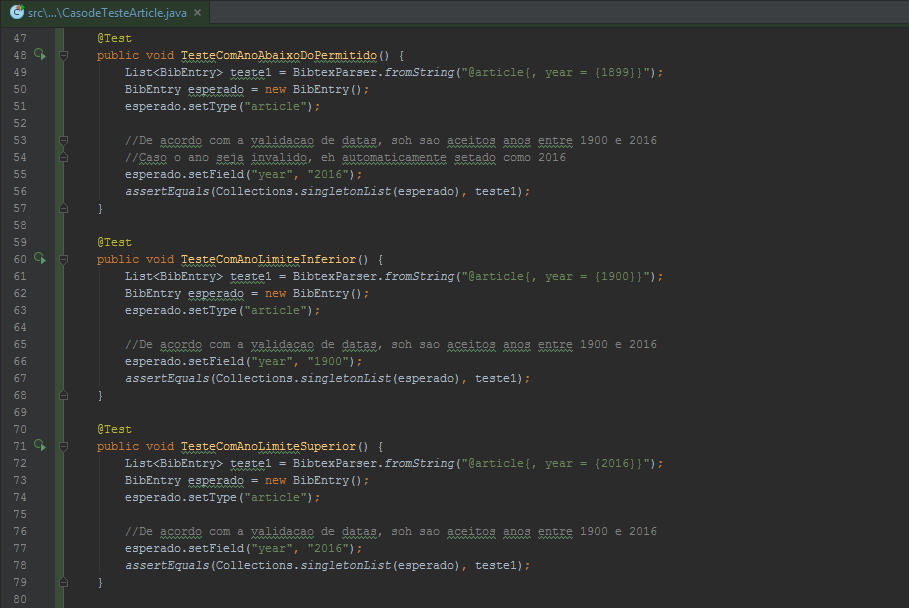 src\...\CasodeTesteArticle.java ×
47 @Test
48 public void TesteComAnoAbaixoDoPermitido() {
49 List<BibEntry> teste1 = BibtexParser.fromString("@article{, year = {1899}}");
50 BibEntry esperado = new BibEntry();
51 esperado.setType("article");
52
53 //De acordo com a validacao de datas, soh sao aceitos anos entre 1900 e 2016
54 //Caso o ano seja invalido, eh automaticamente setado como 2016
55 esperado.setField("year", "2016");
56 assertEquals(Collections.singletonList(esperado), teste1);
57 }
58
59 @Test
60 public void TesteComAnoLimiteInferior() {
61 List<BibEntry> teste1 = BibtexParser.fromString("@article{, year = {1900}}");
62 BibEntry esperado = new BibEntry();
63 esperado.setType("article");
64
65 //De acordo com a validacao de datas, soh sao aceitos anos entre 1900 e 2016
66 esperado.setField("year", "1900");
67 assertEquals(Collections.singletonList(esperado), teste1);
68 }
69
70 @Test
71 public void TesteComAnoLimiteSuperior() {
72 List<BibEntry> teste1 = BibtexParser.fromString("@article{, year = {2016}}");
73 BibEntry esperado = new BibEntry();
74 esperado.setType("article");
75
76 //De acordo com a validacao de datas, soh sao aceitos anos entre 1900 e 2016
77 esperado.setField("year", "2016");
78 assertEquals(Collections.singletonList(esperado), teste1);
79 }
80